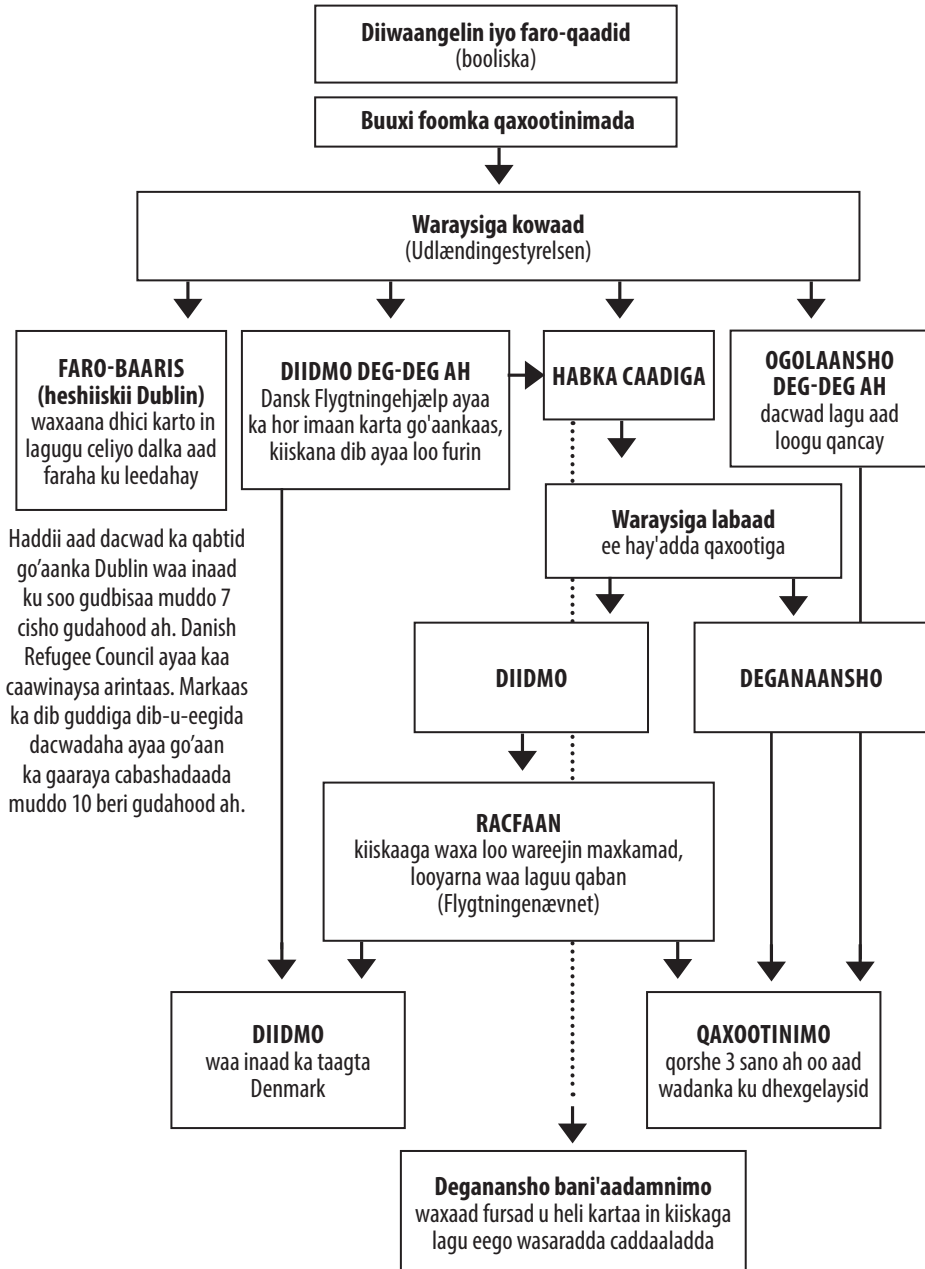 Diiwaangelin iyo faro-qaadid
(booliska)
Buuxi foomka qaxootinimada
Waraysiga kowaad
(Udlændingestyrelsen)
FARO-BAARIS
(heshiiskii Dublin)
waxaana dhici karto in
lagugu celiyo dalka aad
faraha ku leedahay
DIIDMO DEG-DEG AH
Dansk Flygtningehjælp ayaa
ka hor imaan karta go'aankaas,
kiiskana dib ayaa loo furin
HABKA CAADIGA
OGOLAANSHO
DEG-DEG AH
dacwad lagu aad
loogu qancay
Haddii aad dacwad ka qabtid
go’aanka Dublin waa inaad
ku soo gudbisaa muddo 7
cisho gudahood ah. Danish
Refugee Council ayaa kaa
caawinaysa arintaas. Markaas
ka dib guddiga dib-u-eegida
dacwadaha ayaa go’aan
ka gaaraya cabashadaada
muddo 10 beri gudahood ah.
Waraysiga labaad
ee hay'adda qaxootiga
DIIDMO
DEGANAANSHO
RACFAAN
kiiskaaga waxa loo wareejin maxkamad,
looyarna waa laguu qaban
(Flygtningenævnet)
DIIDMO
waa inaad ka taagta
Denmark
QAXOOTINIMO
qorshe 3 sano ah oo aad
wadanka ku dhexgelaysid
Deganansho bani'aadamnimo
waxaad fursad u heli kartaa in kiiskaga
lagu eego wasaradda caddaaladda